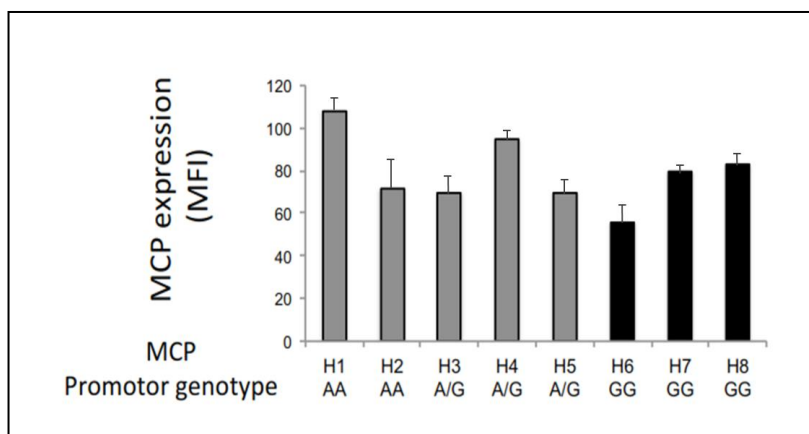 MCP expression
(MFI)
120
100
80
60
40
20
0
H1 H2 H3 H4 H5 H6 H7 H8
MCP
Promotor genotype AA AA A/G A/G A/G GG GG GG